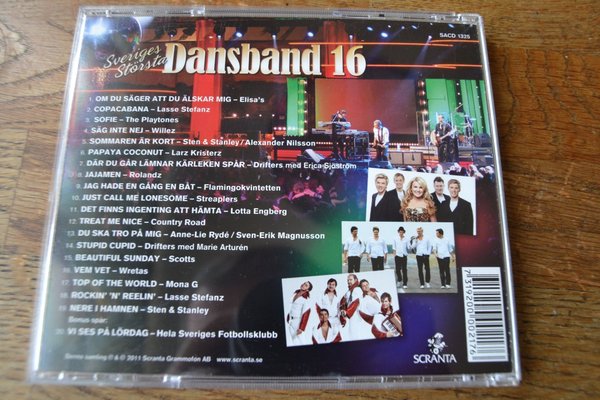 Sveriges
Största
Dansband 16
SACD 1325
1. OM DU SÄGER ATT DU ÄLSKAR MIG – Elisa's
2. COPACABANA – Lasse Stefanz
3. SOFIE – The Playtones
4. SÄG INTE NEJ – Willez
5. SOMMAREN ÄR KORT – Sten & Stanley / Alexander Nilsson
6. PAPAYA COCONUT – Larz Kristerz
7. DÄR DU GÅR LÄMNAR KÄRLEKEN SPÅR – Drifters med Erica Sjöström
8. JAJAMEN – Rolandz
9. JAG HADE EN GÅNG EN BÅT – Flamingokvintetten
10. JUST CALL ME LONESOME – Streaplers
11. DET FINNS INGENTING ATT HÄMTA – Lotta Engberg
12. TREAT ME NICE – Country Road
13. DU SKA TRO PÅ MIG – Anne-Lie Rydé / Sven-Erik Magnusson
14. STUPID CUPID – Drifters med Marie Arturén
15. BEAUTIFUL SUNDAY – Scotts
16. VEM VET – Wretas
17. TOP OF THE WORLD – Mona G
18. ROCKIN' 'N' REELIN' – Lasse Stefanz
19. NERE I HAMNEN – Sten & Stanley
Bonus spår:
20. VI SES PÅ LÖRDAG – Hela Sveriges Fotbollsklubb
Denna samling ℗ & © 2011 Scranta Grammofon AB
www.scranta.se
SCRANTA
7319200002176